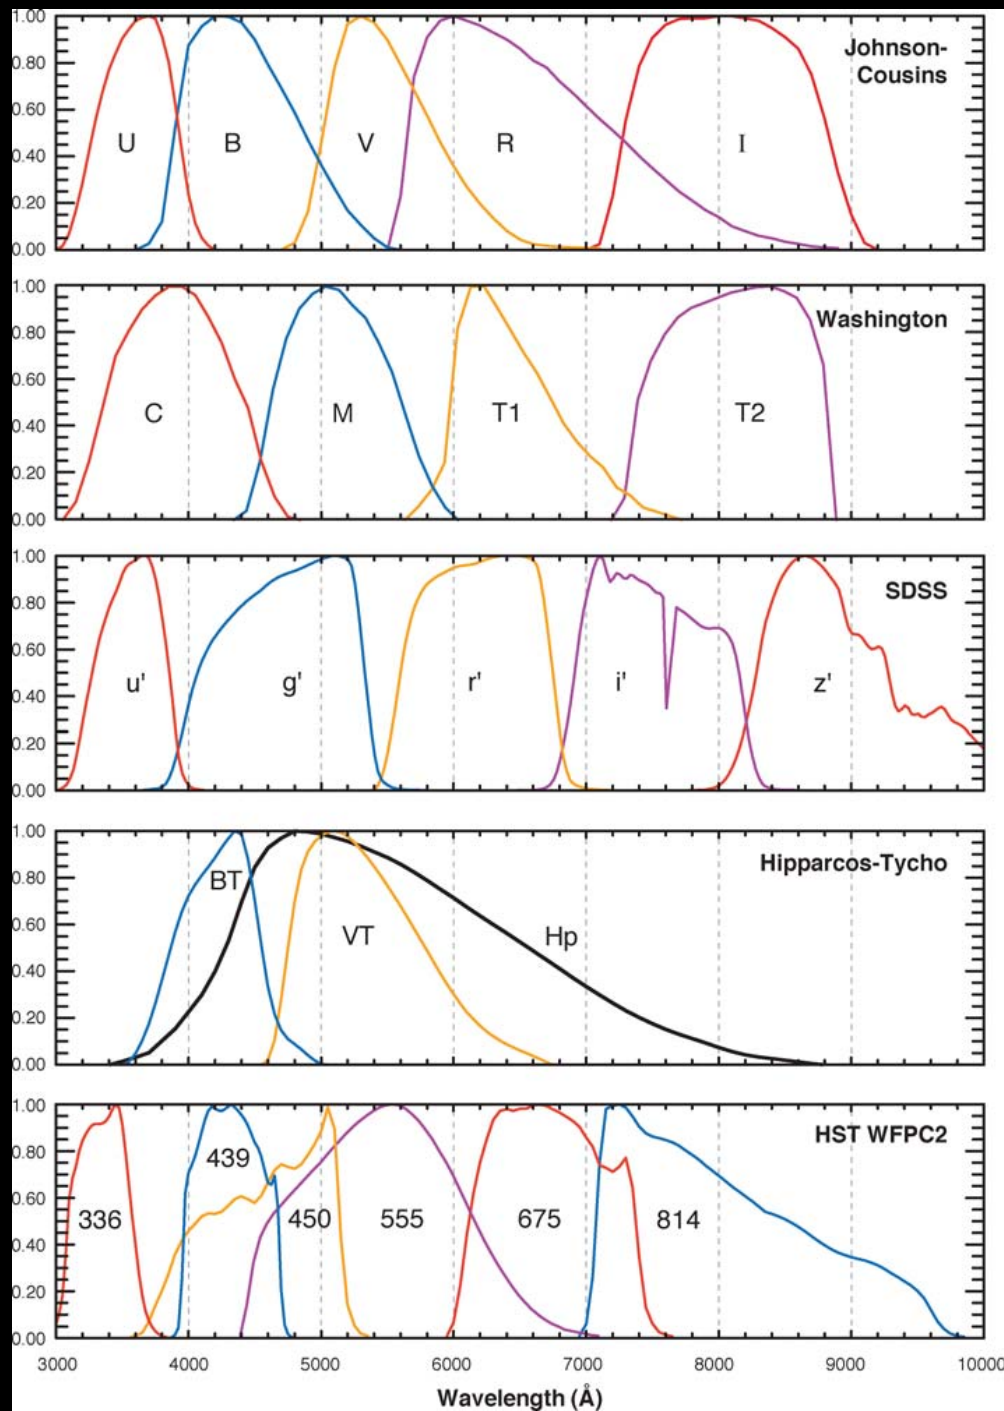 1.00
0.80
0.60
0.40
0.20
0.00
Johnson-
Cousins
U B V R I
1.00
0.80
0.60
0.40
0.20
0.00
Washington
C M T1 T2
1.00
0.80
0.60
0.40
0.20
0.00
SDSS
u' g' r' i' z'
1.00
0.80
0.60
0.40
0.20
0.00
Hipparcos-Tycho
BT VT Hp
1.00
0.80
0.60
0.40
0.20
0.00
HST WFPC2
336 439 450 555 675 814
3000 4000 5000 6000 7000 8000 9000 10000
Wavelength (Å)